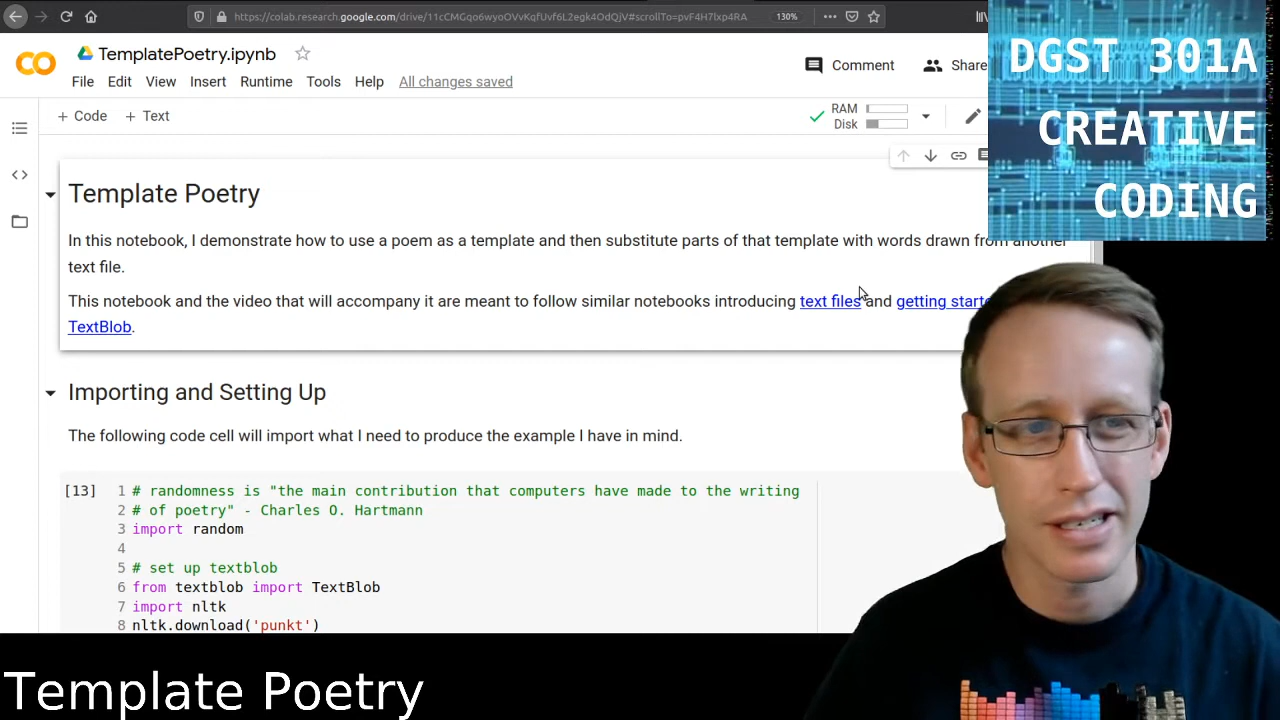 https://colab.research.google.com/drive/11cCMGqo6wyoOVvKqfUvf6L2egk4OdQjV#scrollTo=pvF4H7lxp4RA 130%
TemplatePoetry.ipynb
File Edit View Insert Runtime Tools Help All changes saved
Comment Share
+ Code + Text
RAM
Disk
DGST 301A
CREATIVE
CODING
Template Poetry
In this notebook, I demonstrate how to use a poem as a template and then substitute parts of that template with words drawn from another
text file.
This notebook and the video that will accompany it are meant to follow similar notebooks introducing text files and getting starte
TextBlob.
Importing and Setting Up
The following code cell will import what I need to produce the example I have in mind.
[13] 1 # randomness is "the main contribution that computers have made to the writing
2 # of poetry" - Charles O. Hartmann
3 import random
4
5 # set up textblob
6 from textblob import TextBlob
7 import nltk
8 nltk.download('punkt')
Template Poetry